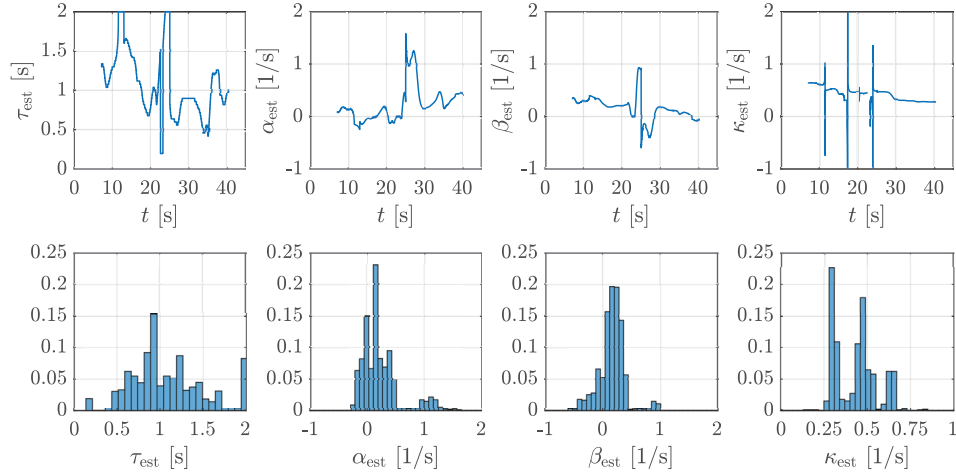 2 2 2 2
1.5 1 1 1
1 0 0 0
0.5
0 -1 -1 -1
τest [s] αest [1/s] βest [1/s] κest [1/s]
0 10 20 30 40 0 10 20 30 40 0 10 20 30 40 0 10 20 30 40
t [s] t [s] t [s] t [s]
0.25 0.25 0.25 0.25
0.2 0.2 0.2 0.2
0.15 0.15 0.15 0.15
0.1 0.1 0.1 0.1
0.05 0.05 0.05 0.05
0 0 0 0
0 0.5 1 1.5 2 -1 0 1 2 -1 0 1 2 0 0.25 0.5 0.75 1
τest [s] αest [1/s] βest [1/s] κest [1/s]